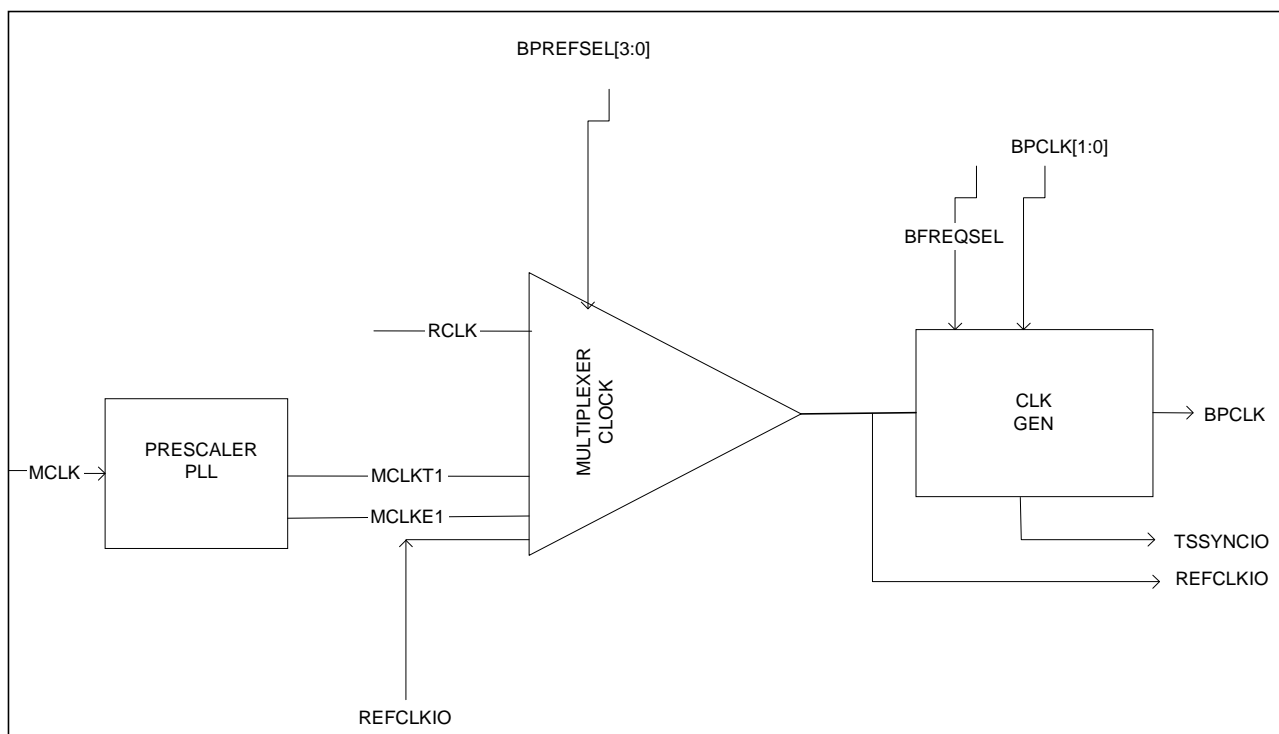 BPREFSEL[3:0]
BPCLK[1:0]
BFREQSEL
RCLK
MULTIPLEXER
CLOCK
CLK
GEN
BPCLK
PRESCALER
PLL
MCLK
MCLKT1
MCLKE1
TSSYNCIO
REFCLKIO
REFCLKIO